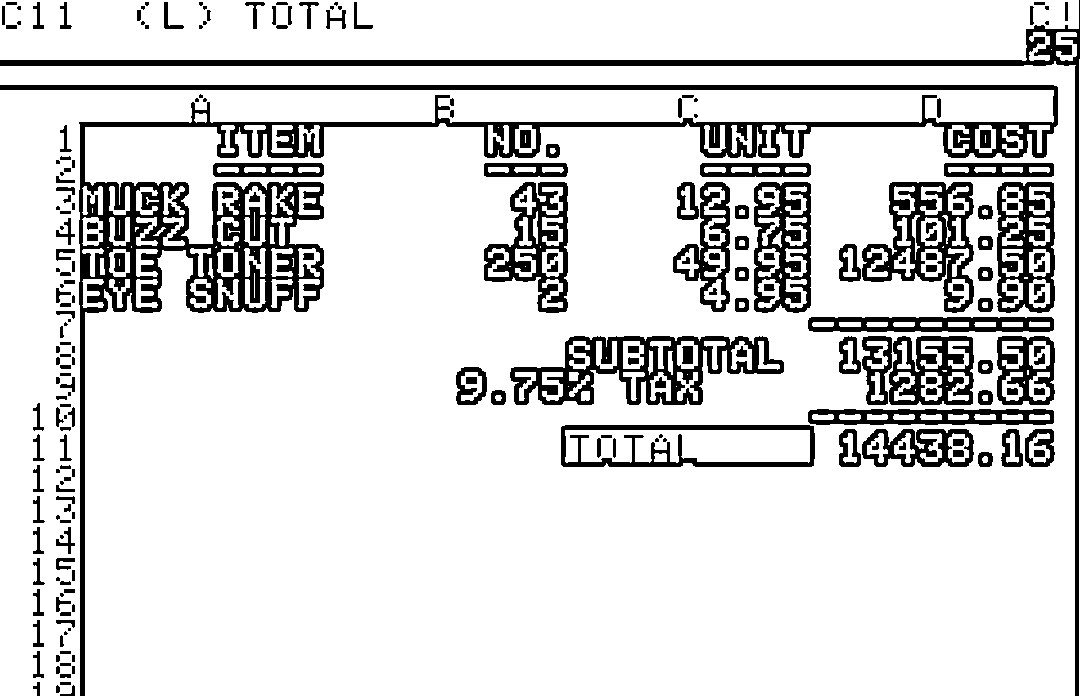 C11 (L) TOTAL C!
25
A B C D
1 ITEM NO. UNIT COST
2 ---- --- ---- ----
3 MUCK RAKE 43 12.95 556.85
4 BUZZ CUT 15 6.75 101.25
5 TOE TONER 250 49.95 12487.50
6 EYE SNUFF 2 4.95 9.90
7 ---------
8 SUBTOTAL 13155.50
9 9.75% TAX 1282.66
10 ---------
11 TOTAL 14438.16
12
13
14
15
16
17
18